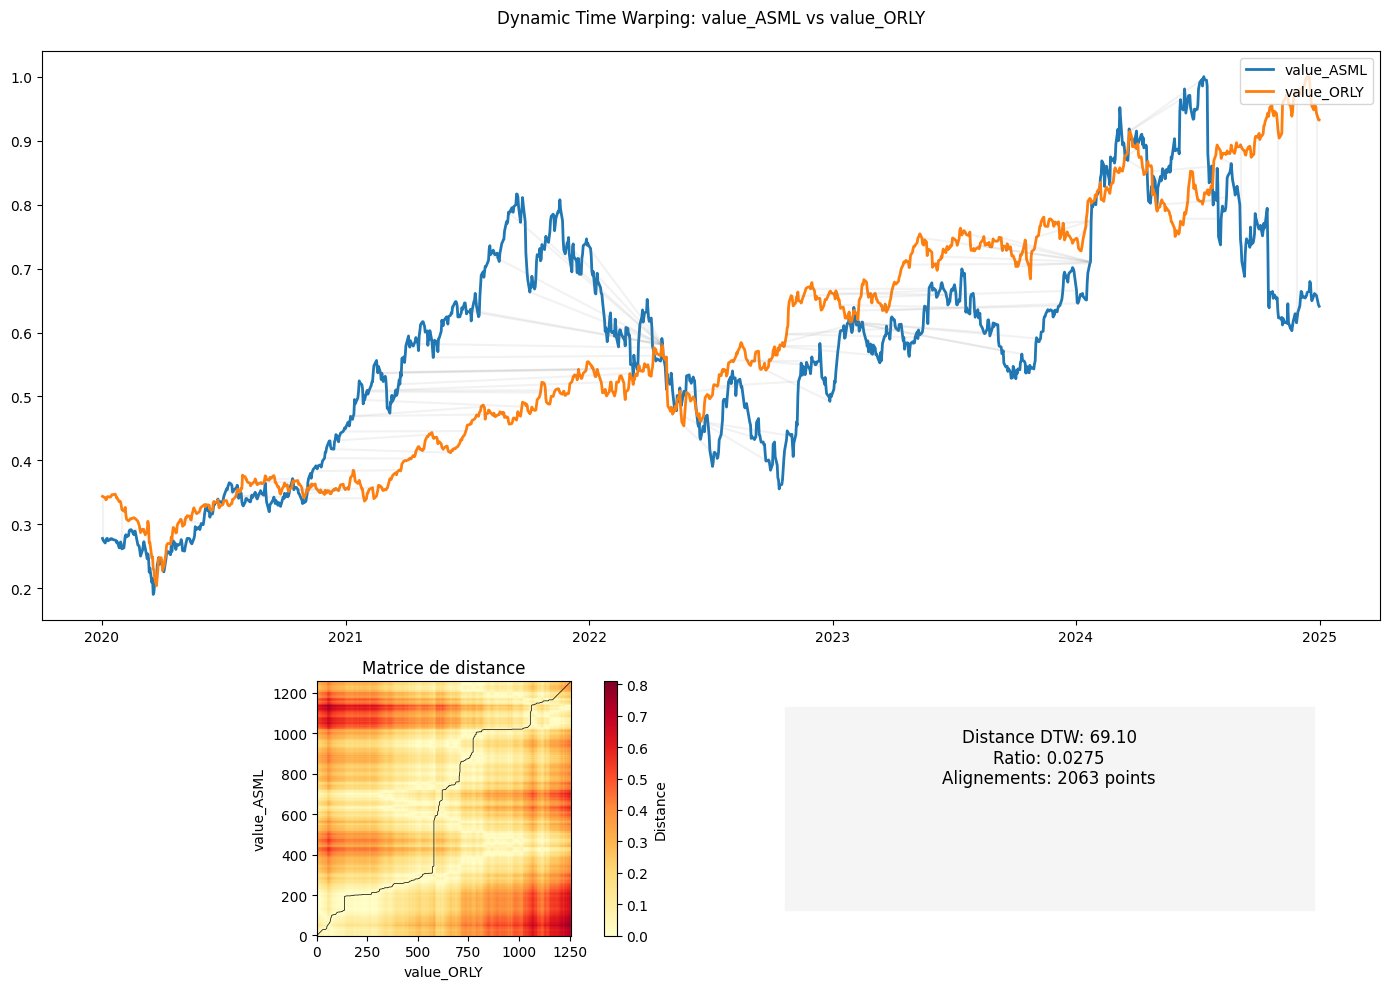 Dynamic Time Warping: value_ASML vs value_ORLY
value_ASML
value_ORLY
1.0
0.9
0.8
0.7
0.6
0.5
0.4
0.3
0.2
2020 2021 2022 2023 2024 2025
Matrice de distance
value_ASML
1200
1000
800
600
400
200
0
0 250 500 750 1000 1250
value_ORLY
0.8
0.7
0.6
0.5
0.4
0.3
0.2
0.1
0.0
Distance
Distance DTW: 69.10
Ratio: 0.0275
Alignements: 2063 points